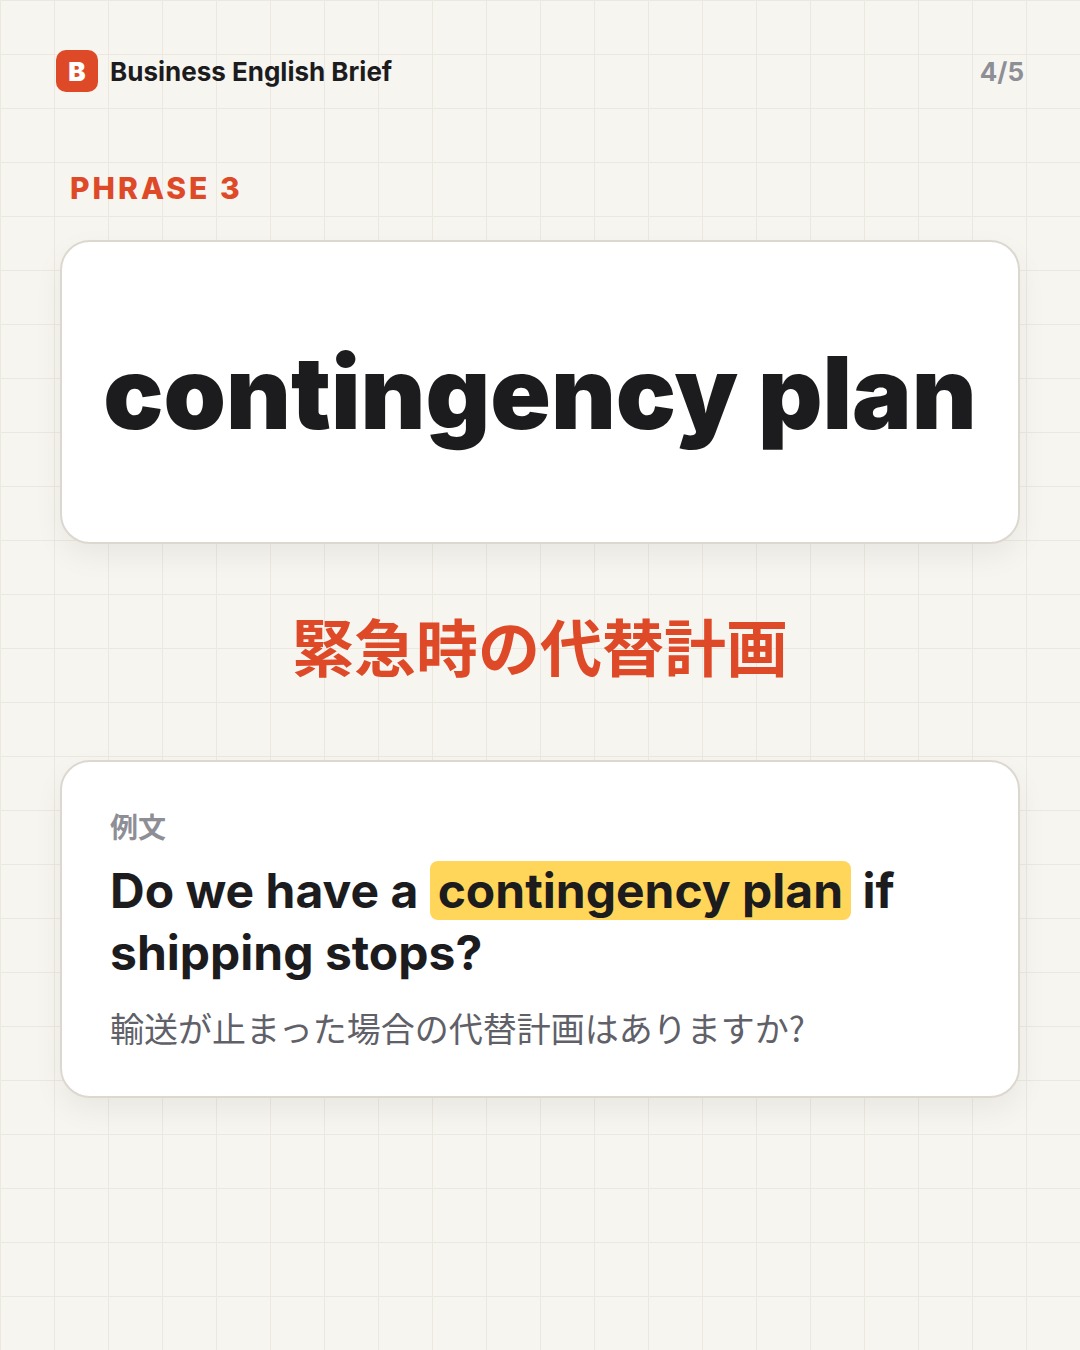 B Business English Brief 4/5
PHRASE 3
contingency plan
緊急時の代替計画
例文
Do we have a contingency plan if
shipping stops?
輸送が止まった場合の代替計画はありますか?